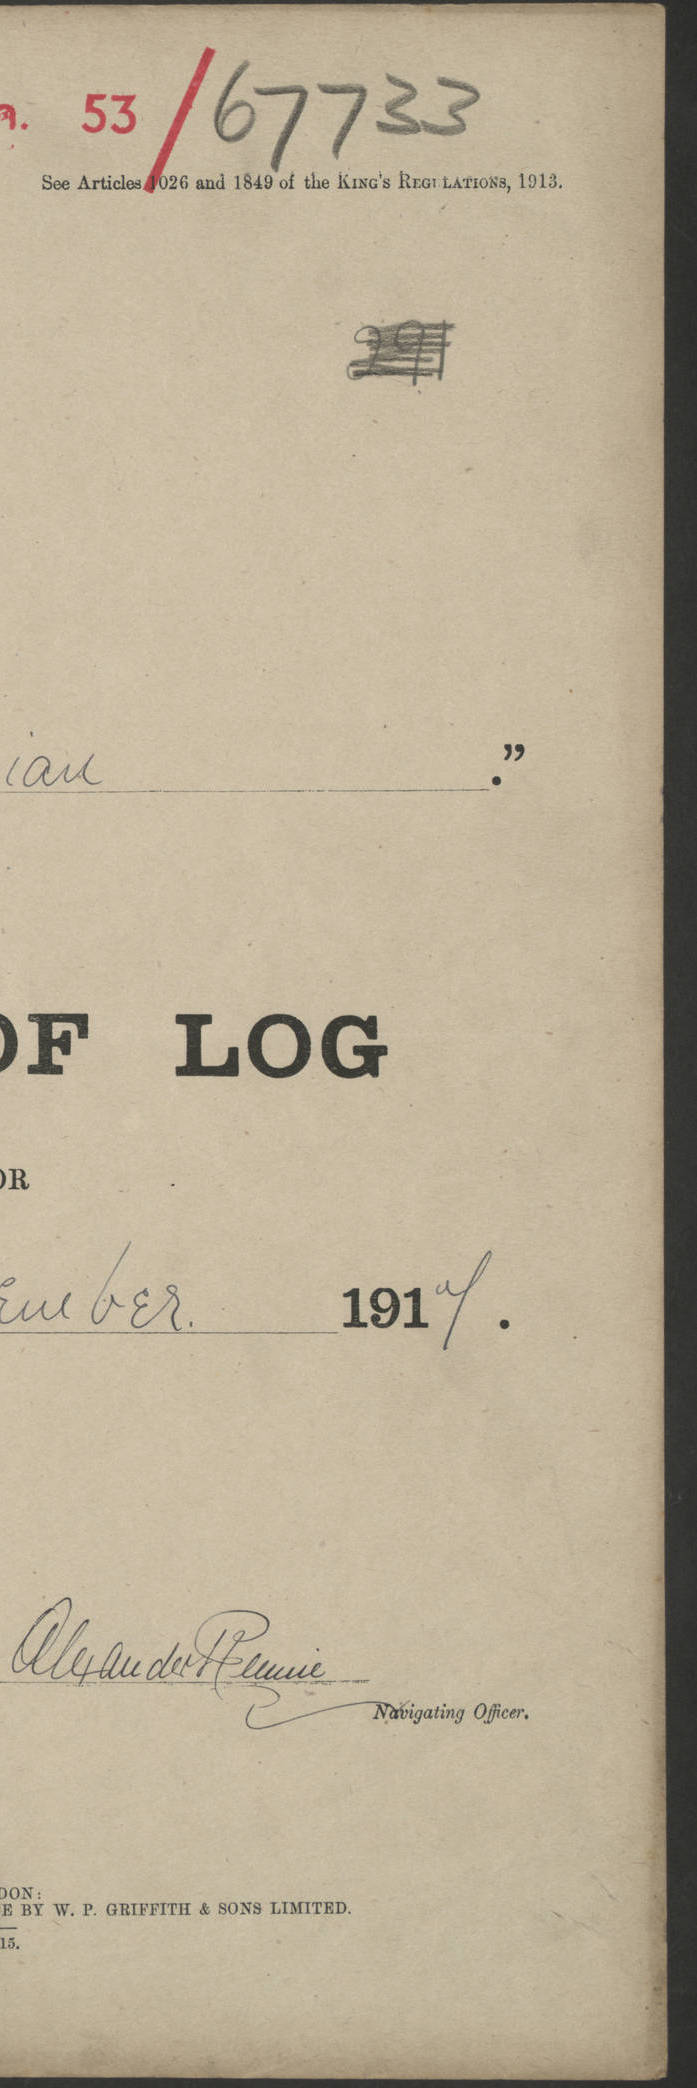 53/67733
See Articles 1026 and 1849 of the KING'S REGULATIONS, 1913.
291
ian ."
OF LOG
OR
ember. 1917.
Alexander Rennie
Navigating Officer.
DON:
E BY W. P. GRIFFITH & SONS LIMITED.
15.